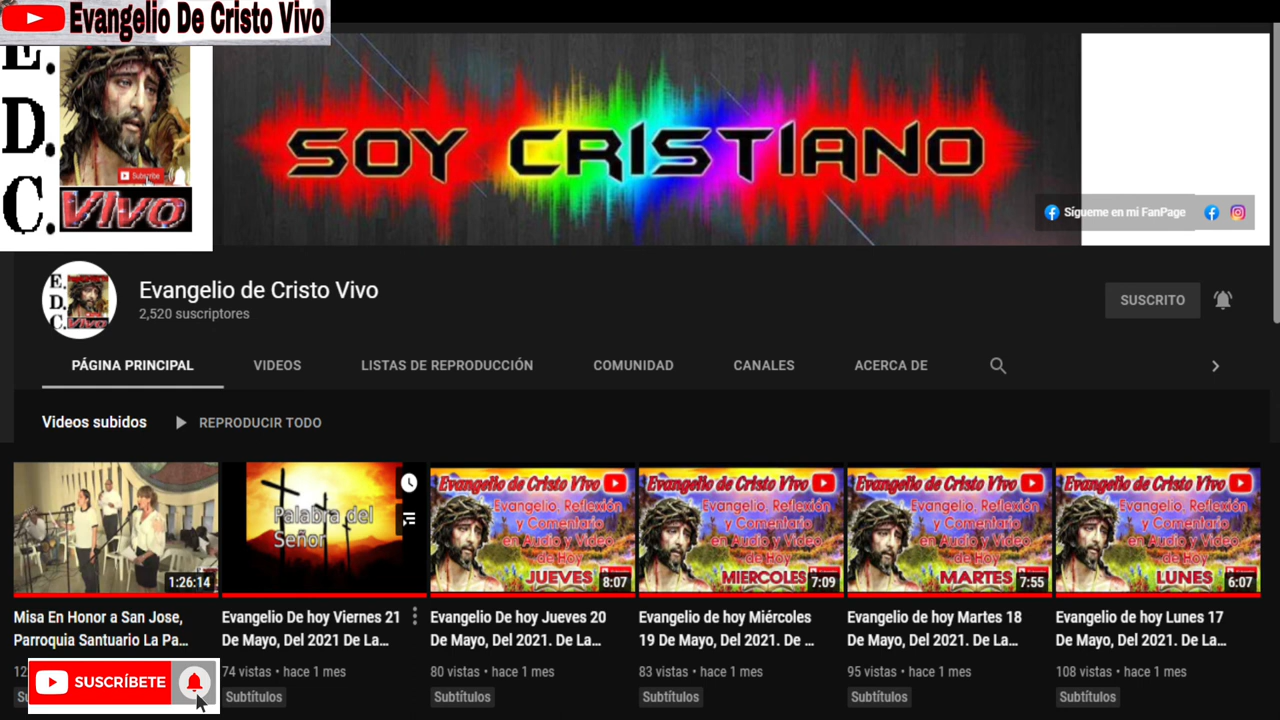 Evangelio De Cristo Vivo
E.
D.
C.
Subscribe
Vivo
SOY CRISTIANO
Sígueme en mi FanPage
E.
D.
C. Vivo
Evangelio de Cristo Vivo
2,520 suscriptores
SUSCRITO
PÁGINA PRINCIPAL VIDEOS LISTAS DE REPRODUCCIÓN COMUNIDAD CANALES ACERCA DE
Videos subidos REPRODUCIR TODO
1:26:14
Palabra del
Señor
Evangelio de Cristo Vivo
Evangelio, Reflexión
y Comentario
en Audio y Video
de Hoy
JUEVES 8:07
Evangelio de Cristo Vivo
Evangelio, Reflexión
y Comentario
en Audio y Video
de Hoy
MIERCOLES 7:09
Evangelio de Cristo Vivo
Evangelio, Reflexión
y Comentario
en Audio y Video
de Hoy
MARTES 7:55
Evangelio de Cristo Vivo
Evangelio, Reflexión
y Comentario
en Audio y Video
de Hoy
LUNES 6:07
Misa En Honor a San Jose,
Parroquia Santuario La Pa...
Evangelio De hoy Viernes 21
De Mayo, Del 2021 De La...
74 vistas • hace 1 mes
Subtítulos
Evangelio De hoy Jueves 20
De Mayo, Del 2021. De La...
80 vistas • hace 1 mes
Subtítulos
Evangelio de hoy Miércoles
19 De Mayo, Del 2021. De ...
83 vistas • hace 1 mes
Subtítulos
Evangelio de hoy Martes 18
De Mayo, Del 2021. De La...
95 vistas • hace 1 mes
Subtítulos
Evangelio de hoy Lunes 17
De Mayo, Del 2021. De La...
108 vistas • hace 1 mes
Subtítulos
SUSCRÍBETE